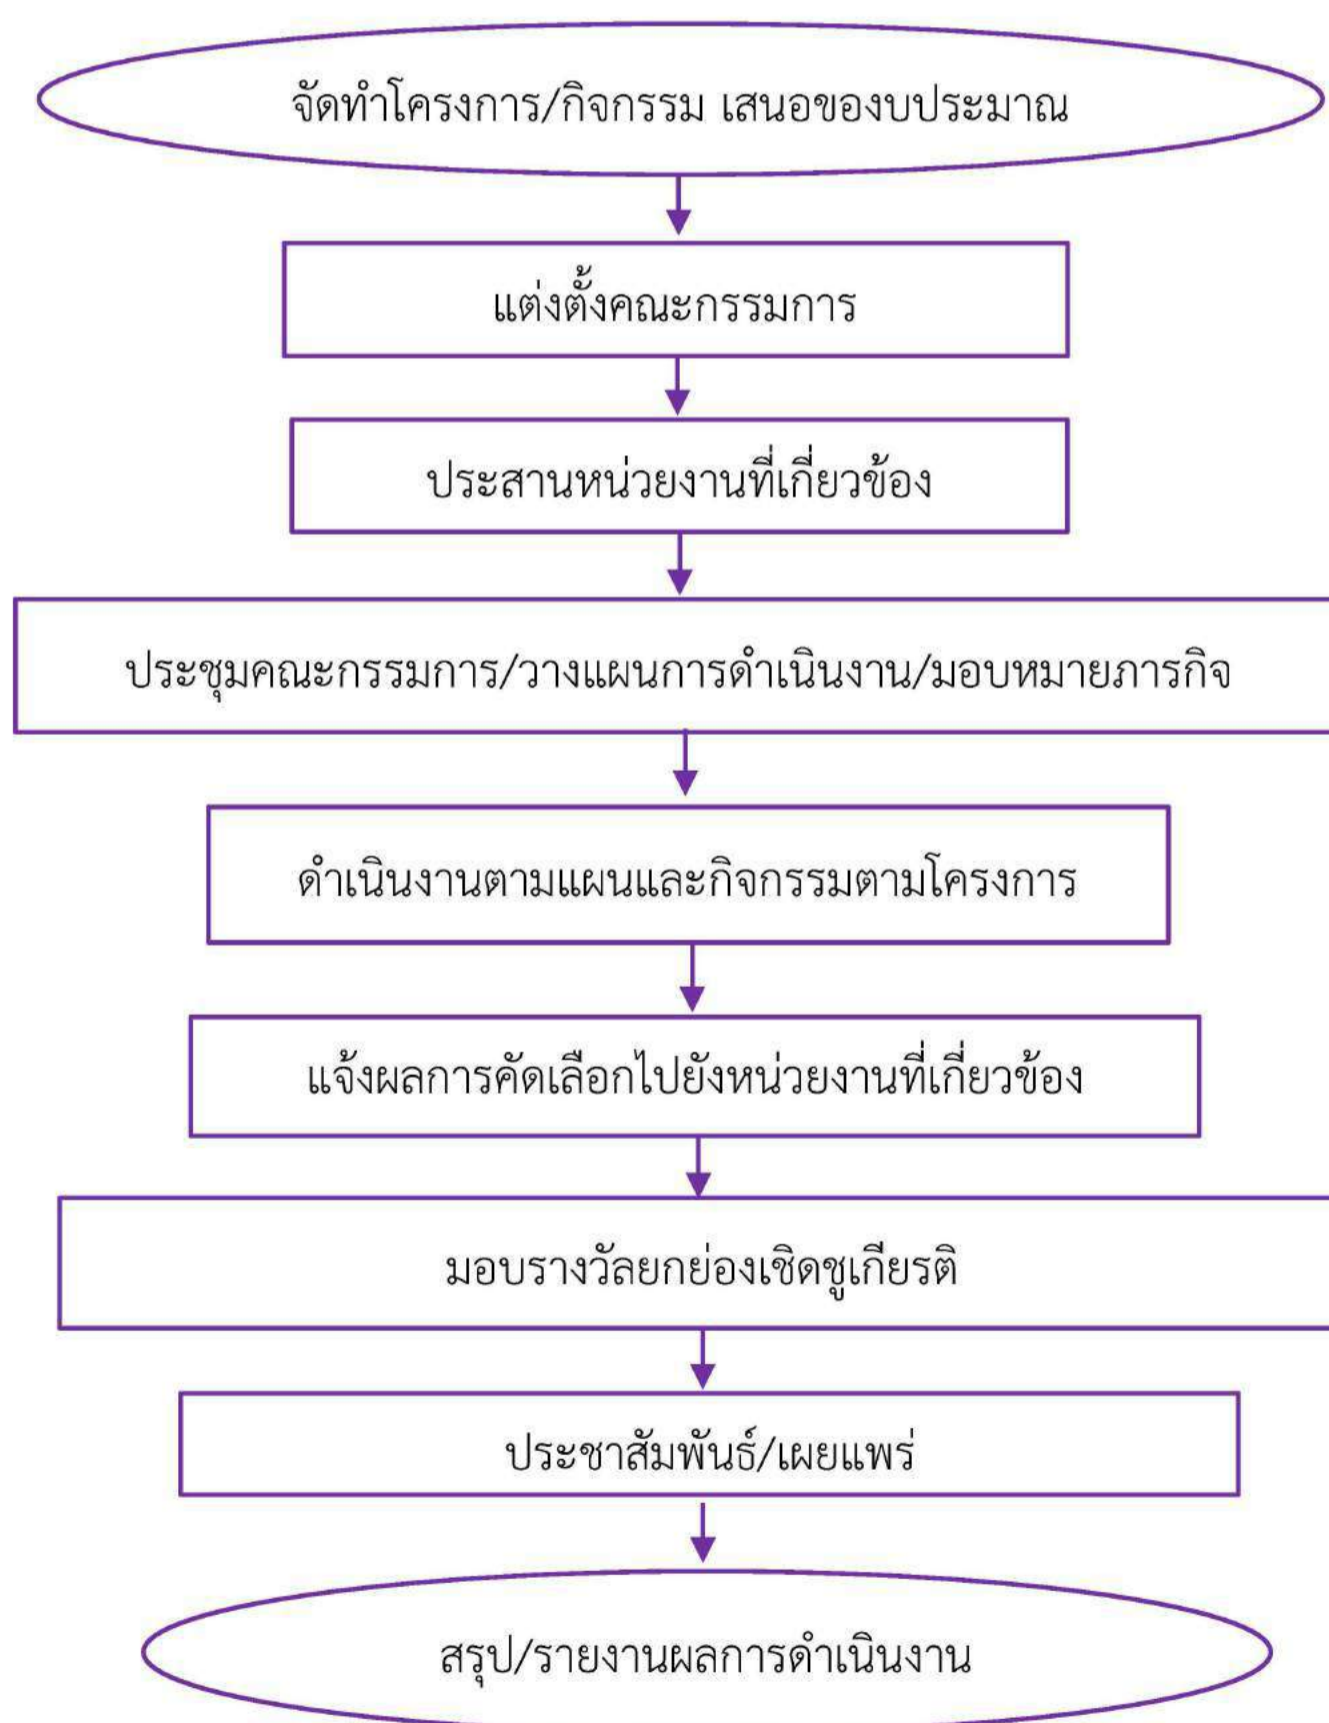 จัดทำโครงการ/กิจกรรม เสนอของบประมาณ
แต่งตั้งคณะกรรมการ
ประสานหน่วยงานที่เกี่ยวข้อง
ประชุมคณะกรรมการ/วางแผนการดำเนินงาน/มอบหมายภารกิจ
ดำเนินงานตามแผนและกิจกรรมตามโครงการ
แจ้งผลการคัดเลือกไปยังหน่วยงานที่เกี่ยวข้อง
มอบรางวัลยกย่องเชิดชูเกียรติ
ประชาสัมพันธ์/เผยแพร่
สรุป/รายงานผลการดำเนินงาน